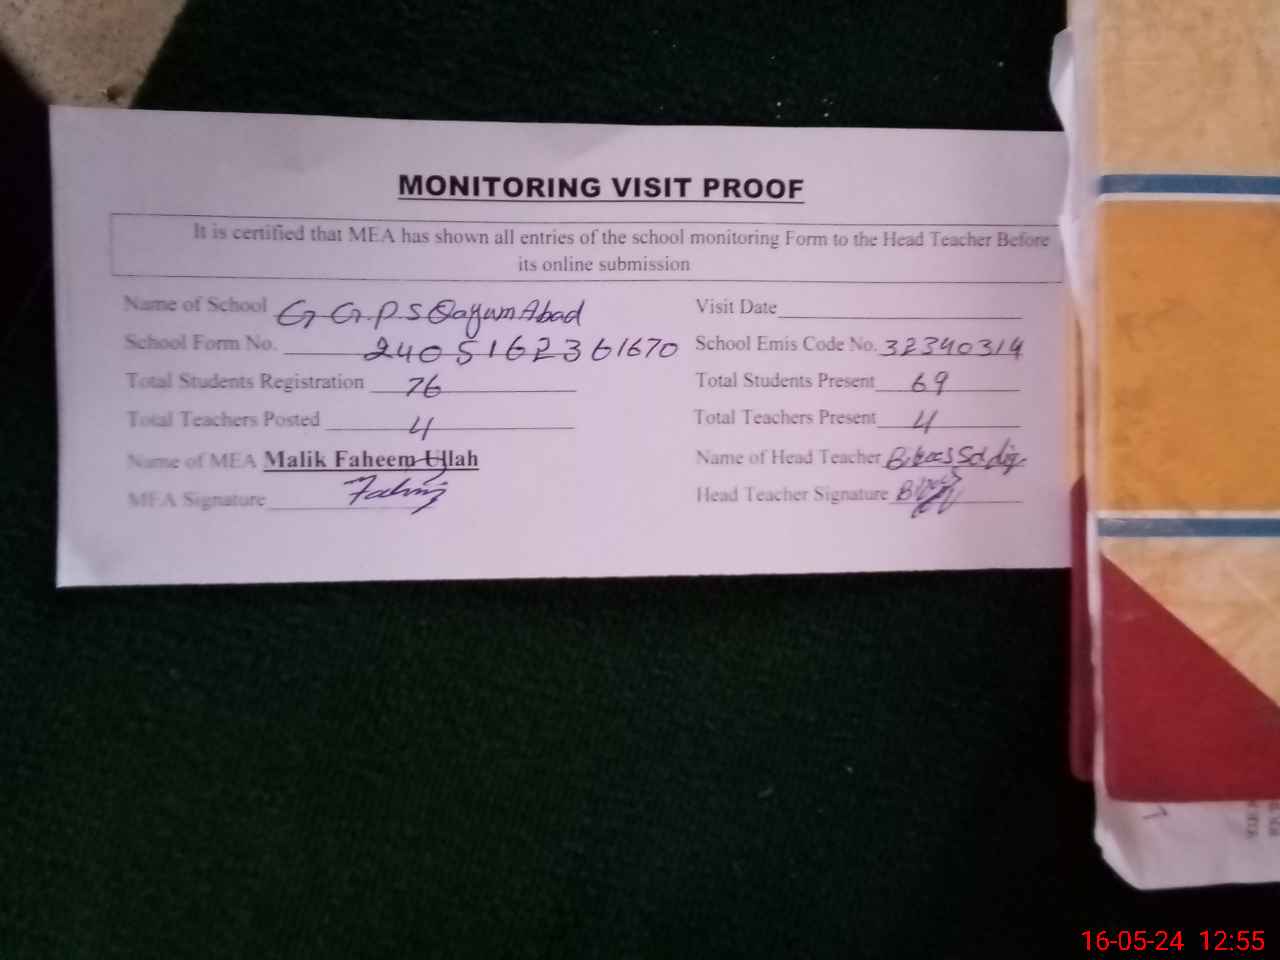 MONITORING VISIT PROOF
It is certified that MEA has shown all entries of the school monitoring Form to the Head Teacher Before
its online submission
Name of School G G.P.S Qayum Abad Visit Date
School Form No. 2405162361670 School Emis Code No. 32340314
Total Students Registration 76 Total Students Present 69
Total Teachers Posted 4 Total Teachers Present 4
Name of MEA Malik Faheem Ullah Name of Head Teacher
MEA Signature Head Teacher Signature
16-05-24 12:55